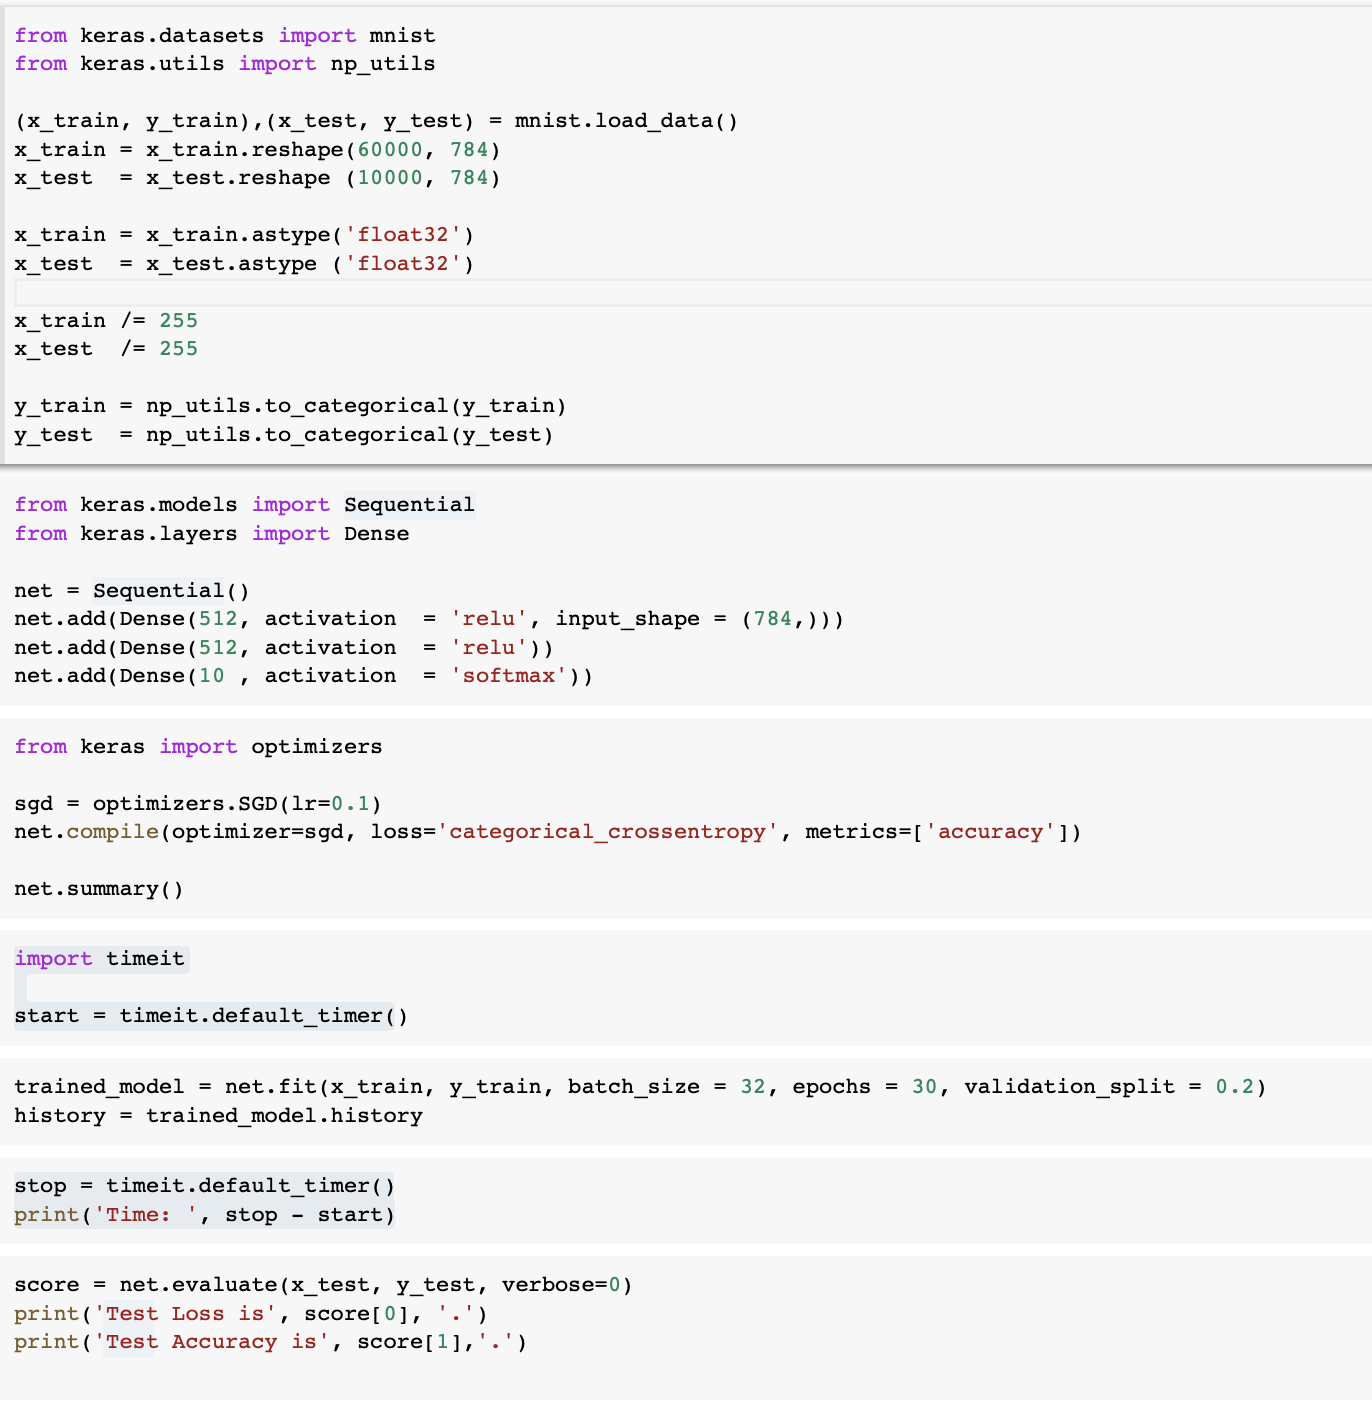 from keras.datasets import mnist
from keras.utils import np_utils
(x_train, y_train),(x_test, y_test) = mnist.load_data()
x_train = x_train.reshape(60000, 784)
x_test  = x_test.reshape (10000, 784)
x_train = x_train.astype('float32')
x_test  = x_test.astype ('float32')
x_train /= 255
x_test  /= 255
y_train = np_utils.to_categorical(y_train)
y_test  = np_utils.to_categorical(y_test)
from keras.models import Sequential
from keras.layers import Dense
net = Sequential()
net.add(Dense(512, activation  = 'relu', input_shape = (784,)))
net.add(Dense(512, activation  = 'relu'))
net.add(Dense(10 , activation  = 'softmax'))
from keras import optimizers
sgd = optimizers.SGD(lr=0.1)
net.compile(optimizer=sgd, loss='categorical_crossentropy', metrics=['accuracy'])
net.summary()
import timeit
start = timeit.default_timer()
trained_model = net.fit(x_train, y_train, batch_size = 32, epochs = 30, validation_split = 0.2)
history = trained_model.history
stop = timeit.default_timer()
print('Time: ', stop - start)
score = net.evaluate(x_test, y_test, verbose=0)
print('Test Loss is', score[0], '.')
print('Test Accuracy is', score[1],'.')